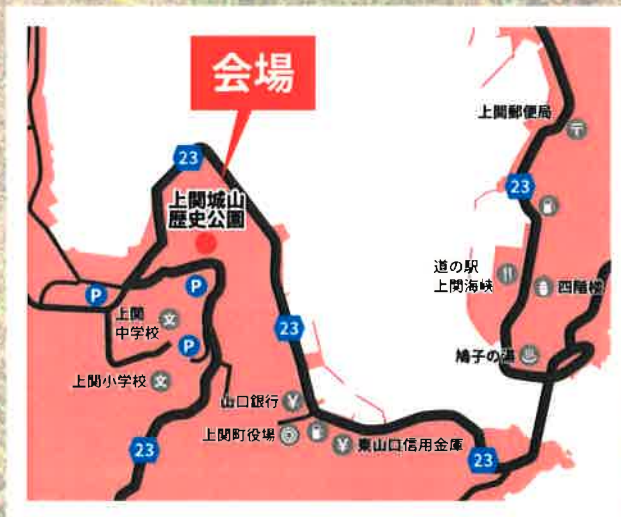 会場
上関郵便局
23
上関城山
歴史公園
23
P
P
道の駅
上関海峡
四階楼
上関
中学校
文
23
P
鳩子の湯
上関小学校
文
山口銀行
¥
上関町役場
¥
東山口信用金庫
23
23